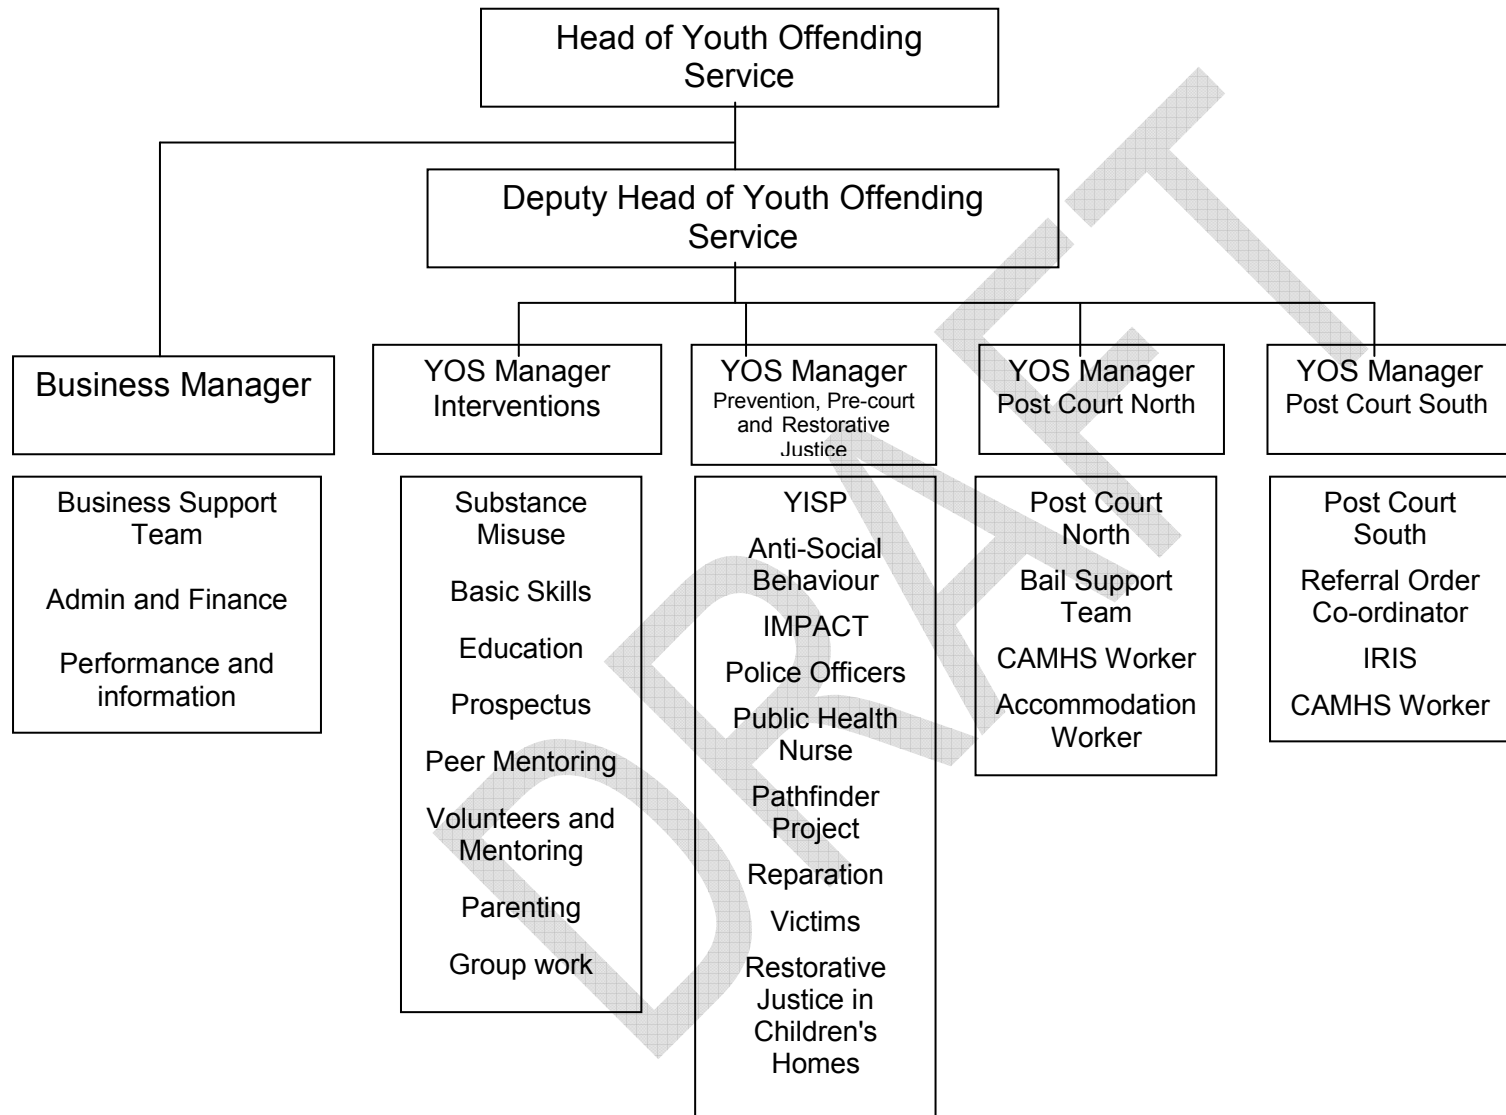 Head of Youth Offending
Service
Deputy Head of Youth Offending
Service
Business Manager
YOS Manager
Interventions
YOS Manager
Prevention, Pre-court
and Restorative
Justice
YOS Manager
Post Court North
YOS Manager
Post Court South
Business Support
Team
Admin and Finance
Performance and
information
Substance
Misuse
Basic Skills
Education
Prospectus
Peer Mentoring
Volunteers and
Mentoring
Parenting
Group work
YISP
Anti-Social
Behaviour
IMPACT
Police Officers
Public Health
Nurse
Pathfinder
Project
Reparation
Victims
Restorative
Justice in
Children's
Homes
Post Court
North
Bail Support
Team
CAMHS Worker
Accommodation
Worker
Post Court
South
Referral Order
Co-ordinator
IRIS
CAMHS Worker
DRAFT